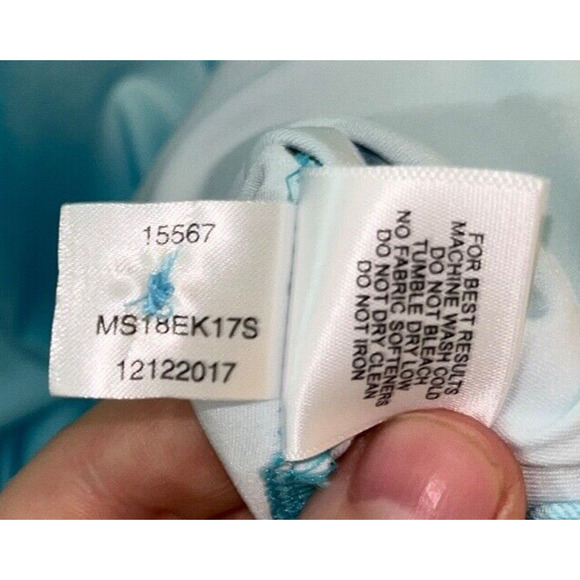 15567
MS18EK17S
12122017
FOR BEST RESULTS
MACHINE WASH COLD
DO NOT BLEACH
TUMBLE DRY LOW
NO FABRIC SOFTENERS
DO NOT DRY CLEAN
DO NOT IRON